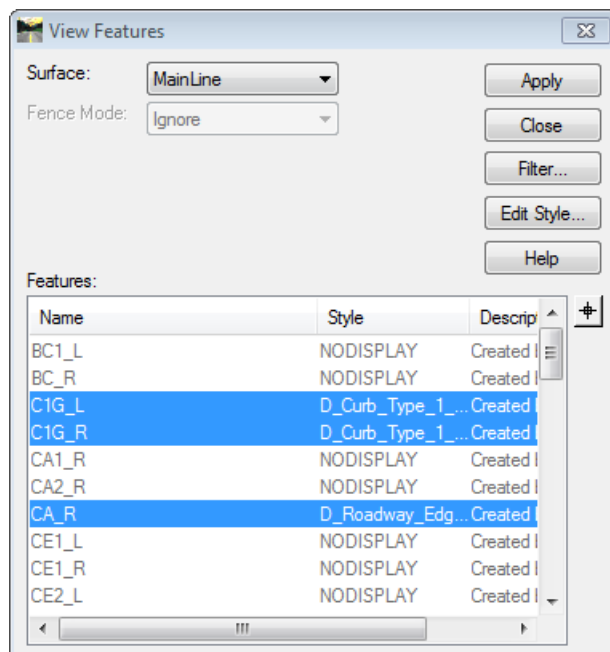 View Features
Surface: MainLine Apply
Fence Mode: Ignore Close
Filter...
Edit Style...
Help
Features:
Name Style Descrip
BC1_L NODISPLAY Created
BC_R NODISPLAY Created
C1G_L D_Curb_Type_1_... Created
C1G_R D_Curb_Type_1_... Created
CA1_R NODISPLAY Created
CA2_R NODISPLAY Created
CA_R D_Roadway_Edg... Created
CE1_L NODISPLAY Created
CE1_R NODISPLAY Created
CE2_L NODISPLAY Created